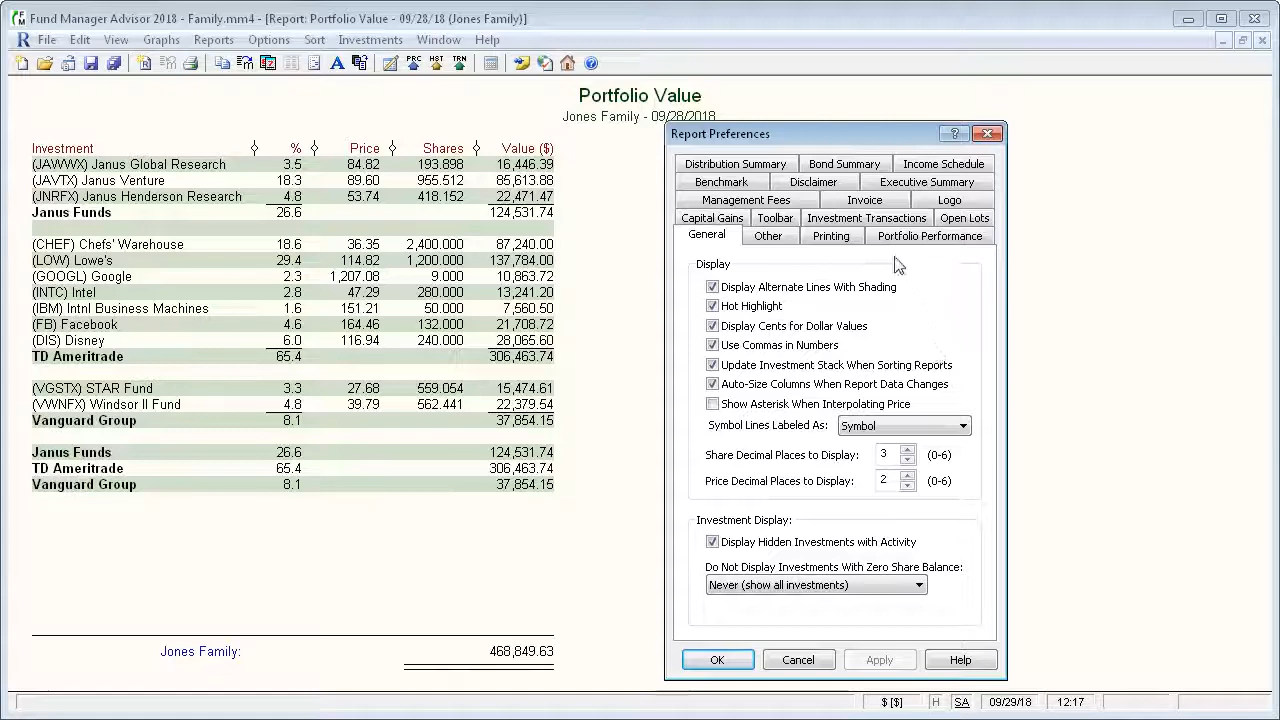 Fund Manager Advisor 2018 - Family.mm4 - [Report: Portfolio Value - 09/28/18 (Jones Family)]
File Edit View Graphs Reports Options Sort Investments Window Help
PRC HST TRN
Portfolio Value
Jones Family - 09/28/2018
Investment % Price Shares Value ($)
(JAWWX) Janus Global Research 3.5 84.82 193.898 16,446.39
(JAVTX) Janus Venture 18.3 89.60 955.512 85,613.88
(JNRFX) Janus Henderson Research 4.8 53.74 418.152 22,471.47
Janus Funds 26.6 124,531.74
(CHEF) Chefs' Warehouse 18.6 36.35 2,400.000 87,240.00
(LOW) Lowe's 29.4 114.82 1,200.000 137,784.00
(GOOGL) Google 2.3 1,207.08 9.000 10,863.72
(INTC) Intel 2.8 47.29 280.000 13,241.20
(IBM) Intnl Business Machines 1.6 151.21 50.000 7,560.50
(FB) Facebook 4.6 164.46 132.000 21,708.72
(DIS) Disney 6.0 116.94 240.000 28,065.60
TD Ameritrade 65.4 306,463.74
(VGSTX) STAR Fund 3.3 27.68 559.054 15,474.61
(VWNFX) Windsor II Fund 4.8 39.79 562.441 22,379.54
Vanguard Group 8.1 37,854.15
Janus Funds 26.6 124,531.74
TD Ameritrade 65.4 306,463.74
Vanguard Group 8.1 37,854.15
Jones Family: 468,849.63
Report Preferences
Distribution Summary Bond Summary Income Schedule
Benchmark Disclaimer Executive Summary
Management Fees Invoice Logo
Capital Gains Toolbar Investment Transactions Open Lots
General Other Printing Portfolio Performance
Display
Display Alternate Lines With Shading
Hot Highlight
Display Cents for Dollar Values
Use Commas in Numbers
Update Investment Stack When Sorting Reports
Auto-Size Columns When Report Data Changes
Show Asterisk When Interpolating Price
Symbol Lines Labeled As: Symbol
Share Decimal Places to Display: 3 (0-6)
Price Decimal Places to Display: 2 (0-6)
Investment Display:
Display Hidden Investments with Activity
Do Not Display Investments With Zero Share Balance:
Never (show all investments)
OK Cancel Apply Help
$ [$] H SA 09/29/18 12:17